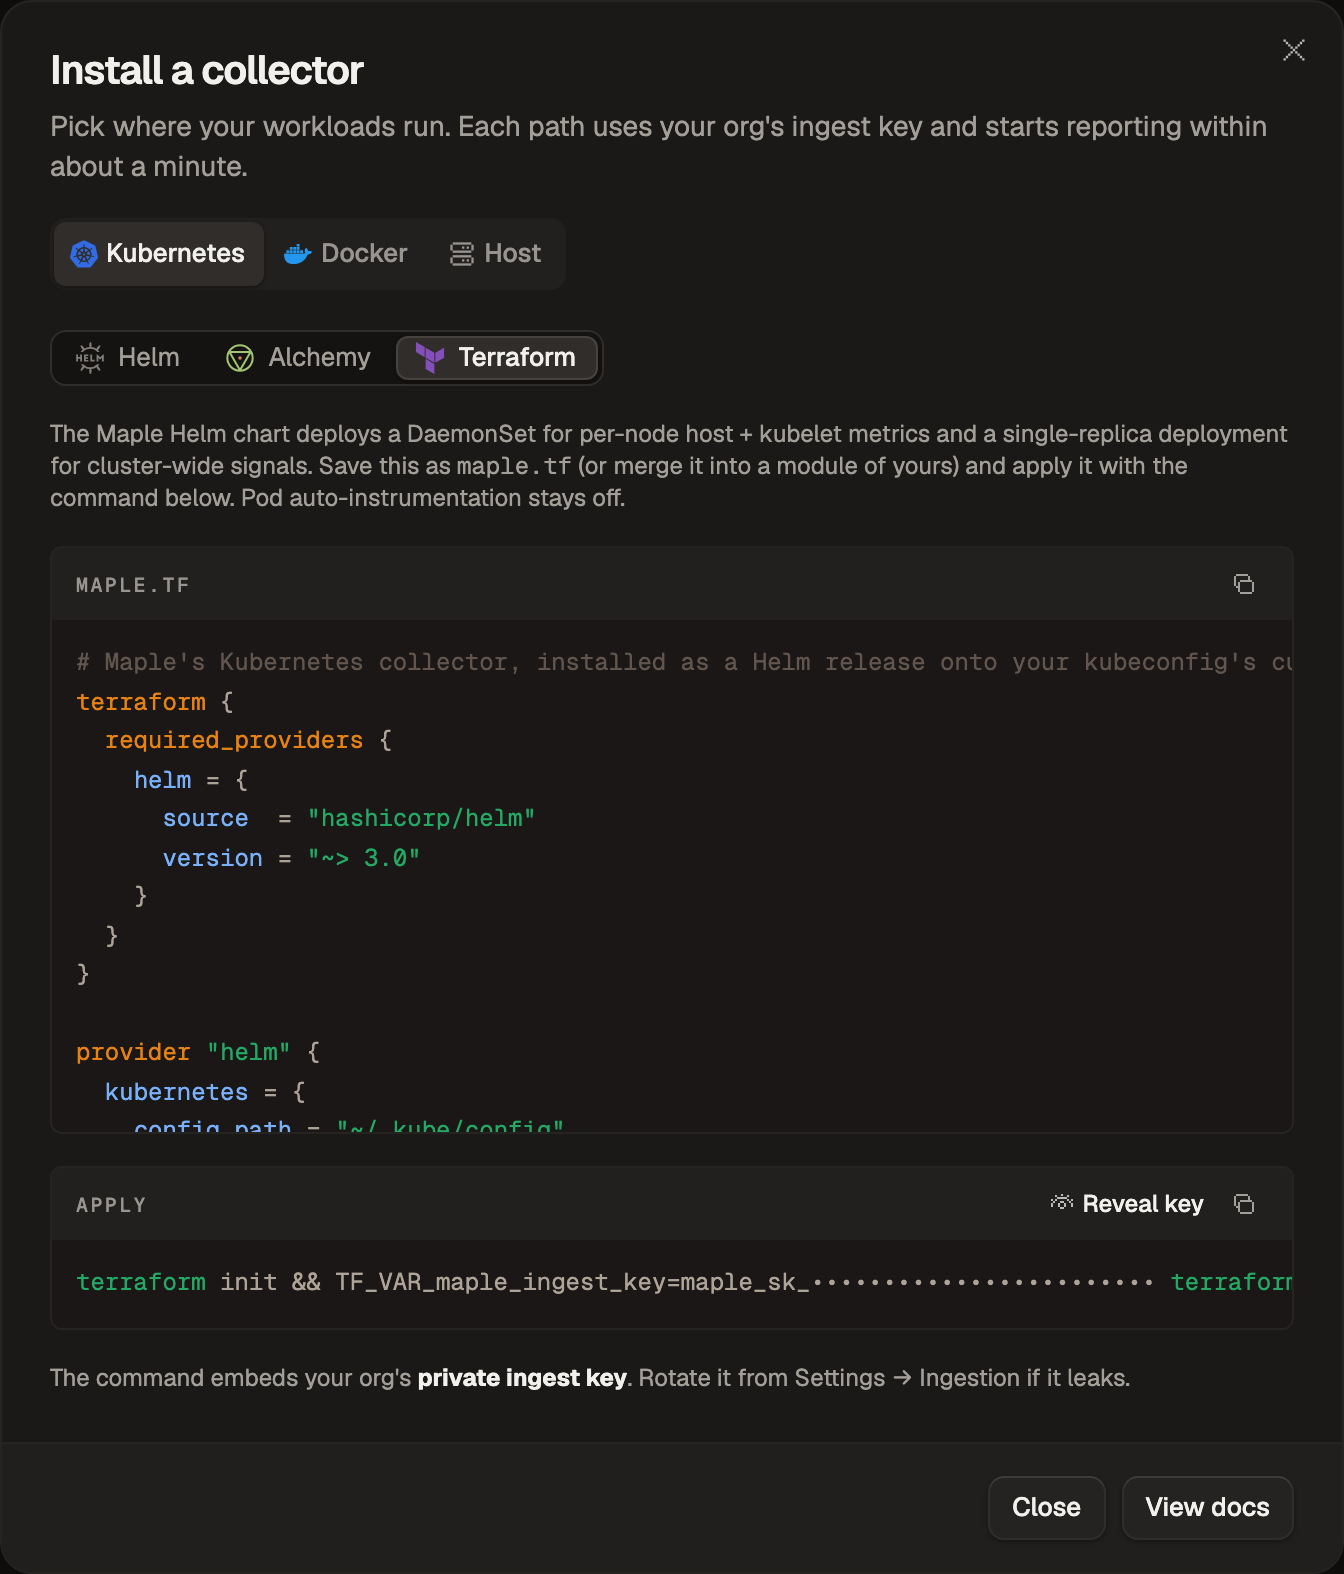 Install a collector
Pick where your workloads run. Each path uses your org's ingest key and starts reporting within
about a minute.
Kubernetes Docker Host
HELM Helm Alchemy Terraform
The Maple Helm chart deploys a DaemonSet for per-node host + kubelet metrics and a single-replica deployment
for cluster-wide signals. Save this as maple.tf (or merge it into a module of yours) and apply it with the
command below. Pod auto-instrumentation stays off.
MAPLE.TF
# Maple's Kubernetes collector, installed as a Helm release onto your kubeconfig's cu
terraform {
  required_providers {
    helm = {
      source  = "hashicorp/helm"
      version = "~> 3.0"
    }
  }
}
provider "helm" {
  kubernetes = {
    config_path = "~/.kube/config"
APPLY Reveal key
terraform init && TF_VAR_maple_ingest_key=maple_sk_•••••••••••••••••••••••• terraform
The command embeds your org's private ingest key. Rotate it from Settings → Ingestion if it leaks.
Close View docs